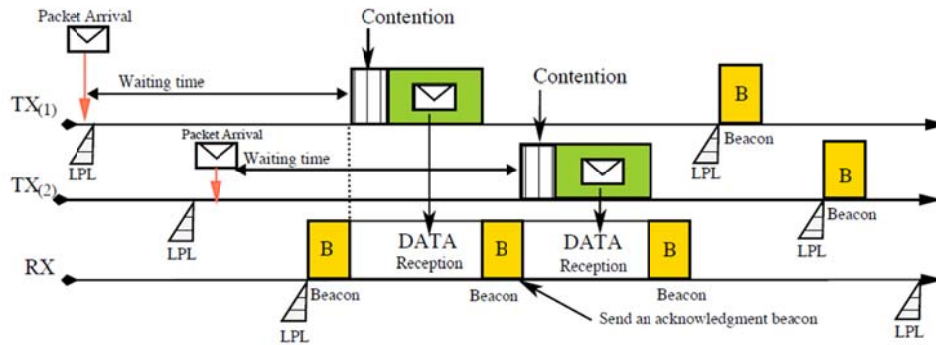 Packet Arrival
Contention
Waiting time
Contention
TX(1)
B
Packet Arrival
Beacon
LPL
Waiting time
LPL
TX(2)
B
Beacon
LPL
LPL
B
DATA
B
DATA
B
Reception
Reception
RX
Beacon
Beacon
Beacon
LPL
Send an acknowledgment beacon
LPL